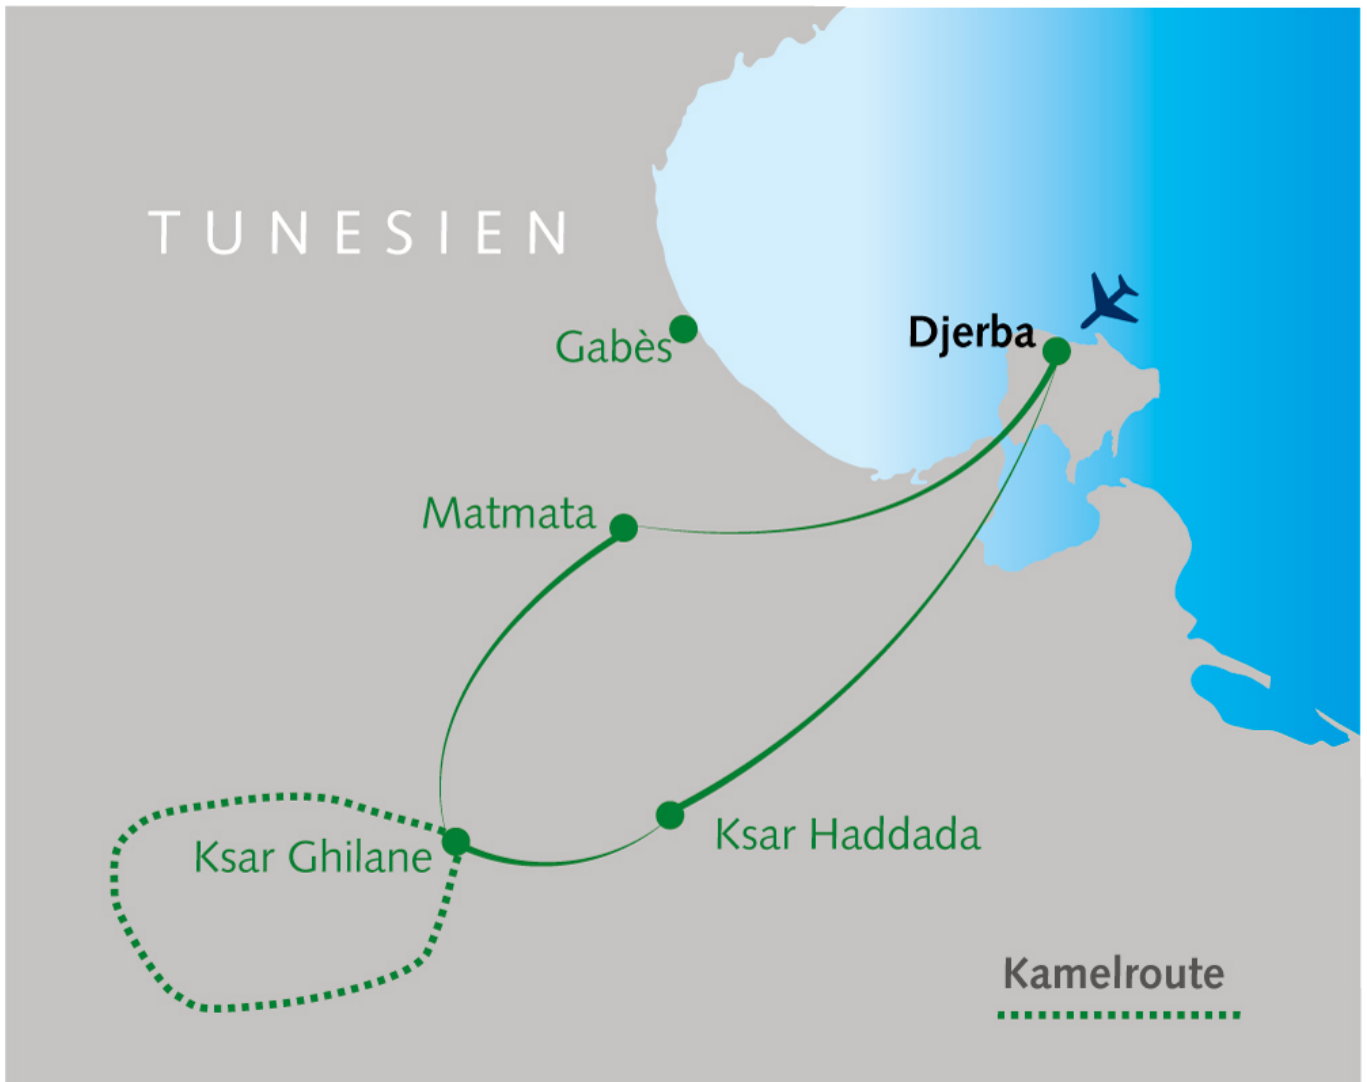 TUNESIEN
Djerba
Gabès
Matmata
Ksar Haddada
Ksar Ghilane
Kamelroute